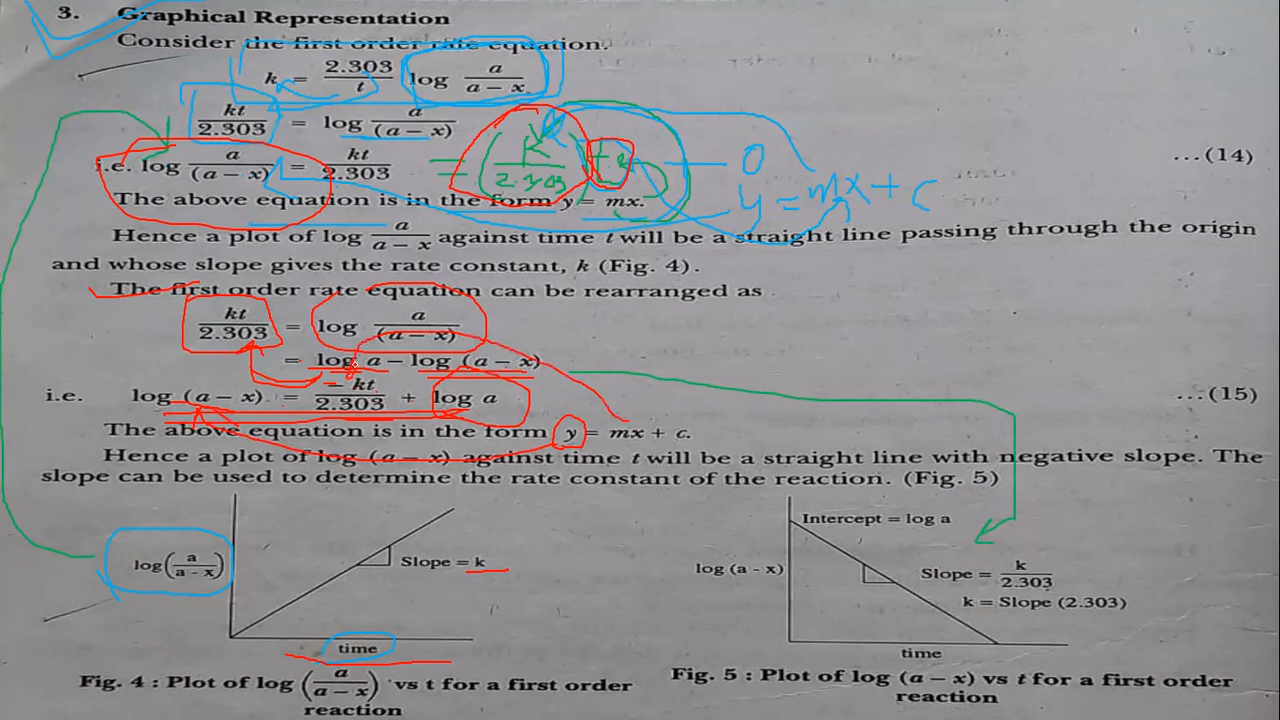 3. Graphical Representation
Consider the first order rate equation.
k = 2.303/t log a/(a – x)
kt/2.303 = log a/(a – x)
i.e. log a/(a – x) = kt/2.303 ...(14)
= (k/2.303) t — 0
y = mx + c
The above equation is in the form y = mx.
Hence a plot of log a/(a – x) against time t will be a straight line passing through the origin
and whose slope gives the rate constant, k (Fig. 4).
The first order rate equation can be rearranged as
kt/2.303 = log a/(a – x)
= log a – log (a – x)
i.e. log (a – x) = – kt/2.303 + log a ...(15)
The above equation is in the form y = mx + c.
Hence a plot of log (a – x) against time t will be a straight line with negative slope. The
slope can be used to determine the rate constant of the reaction. (Fig. 5)
log(a/(a - x))
Slope = k
time
Fig. 4 : Plot of log (a/(a – x)) vs t for a first order
reaction
Intercept = log a
log (a - x)
Slope = k/2.303
k = Slope (2.303)
time
Fig. 5 : Plot of log (a – x) vs t for a first order
reaction